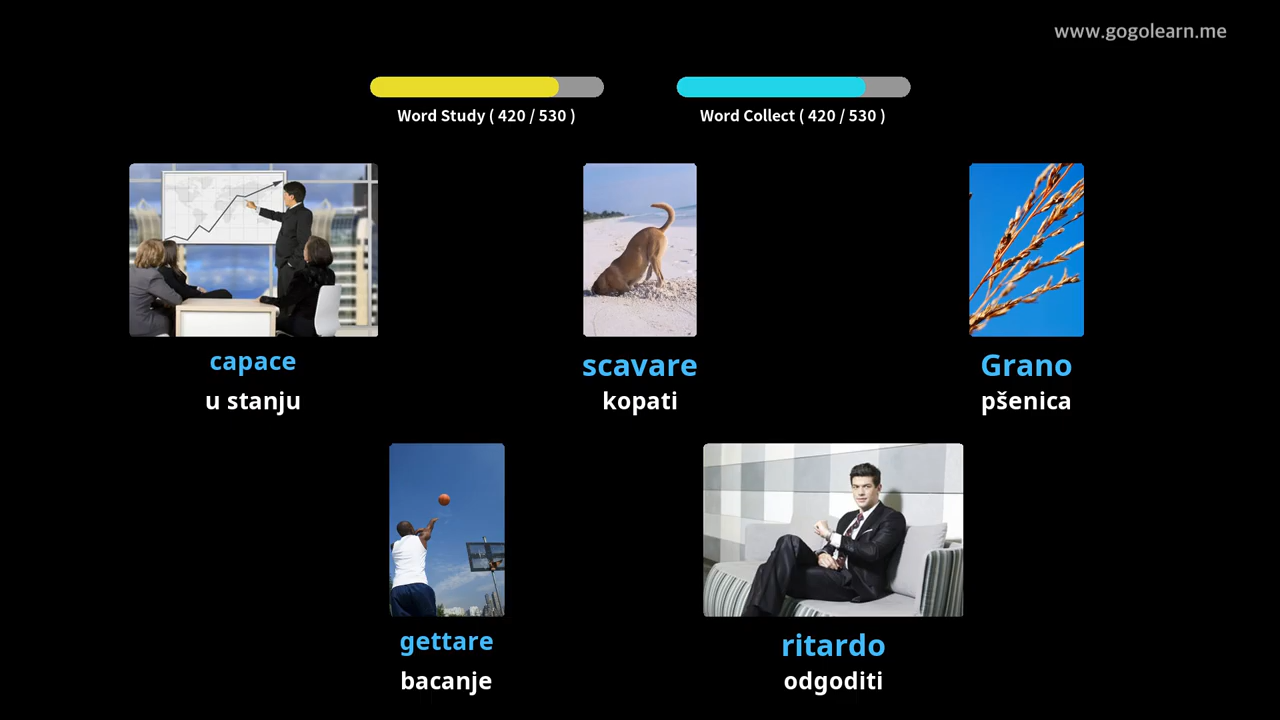 www.gogolearn.me
Word Study ( 420 / 530 )
Word Collect ( 420 / 530 )
capace
u stanju
scavare
kopati
Grano
pšenica
gettare
bacanje
ritardo
odgoditi